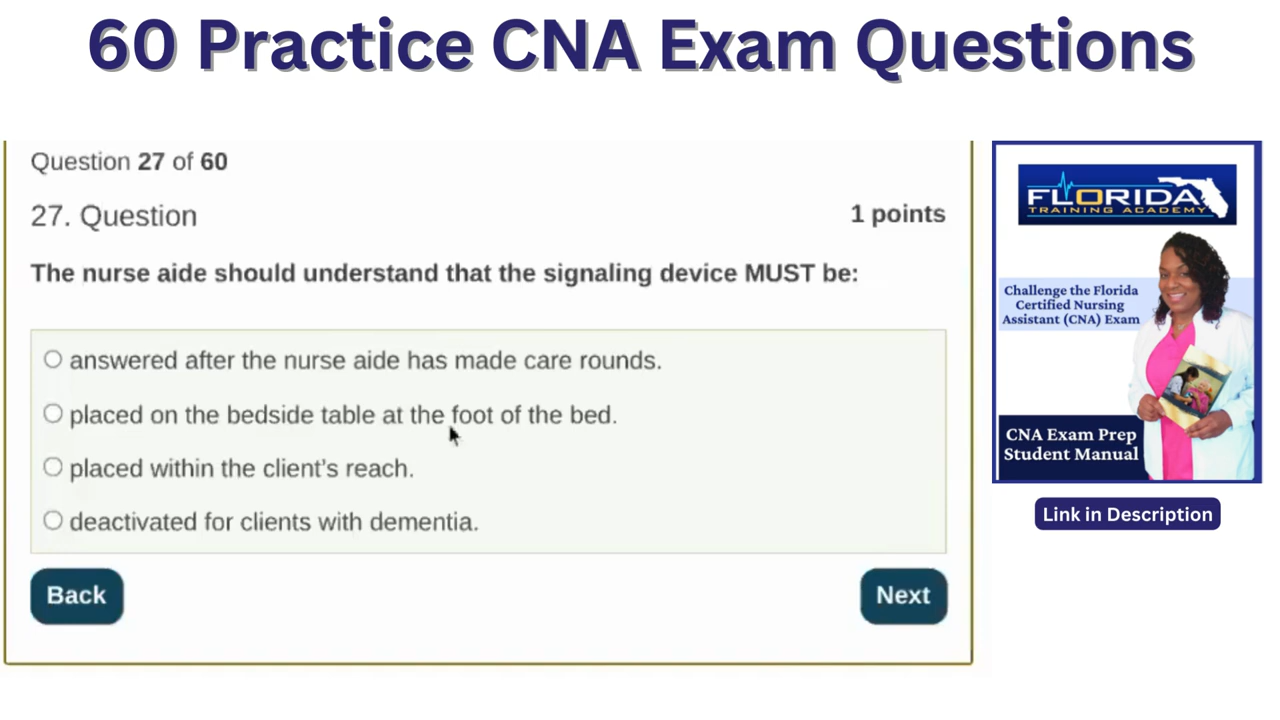 60 Practice CNA Exam Questions
Question 27 of 60
27. Question
1 points
The nurse aide should understand that the signaling device MUST be:
answered after the nurse aide has made care rounds.
placed on the bedside table at the foot of the bed.
placed within the client's reach.
deactivated for clients with dementia.
Back
Next
FLORIDA
TRAINING ACADEMY
Challenge the Florida
Certified Nursing
Assistant (CNA) Exam
CNA Exam Prep
Student Manual
Link in Description